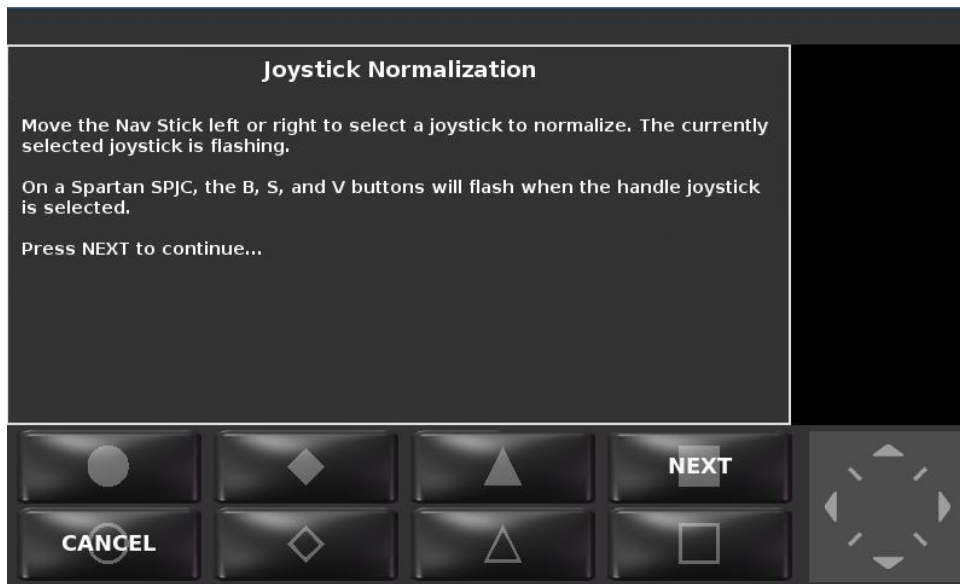 Joystick Normalization
Move the Nav Stick left or right to select a joystick to normalize. The currently
selected joystick is flashing.
On a Spartan SPJC, the B, S, and V buttons will flash when the handle joystick
is selected.
Press NEXT to continue...
NEXT
CANCEL